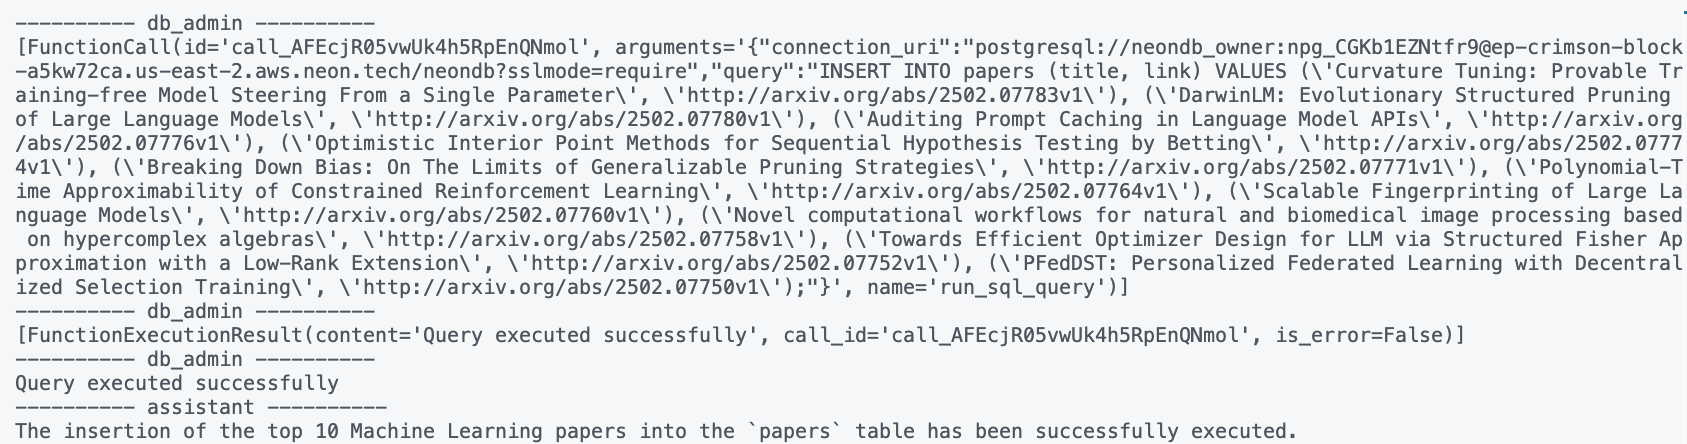 ---------- db_admin ----------
[FunctionCall(id='call_AFEcjR05vwUk4h5RpEnQNmol', arguments='{"connection_uri":"postgresql://neondb_owner:npg_CGKb1EZNtfr9@ep-crimson-block
-a5kw72ca.us-east-2.aws.neon.tech/neondb?sslmode=require","query":"INSERT INTO papers (title, link) VALUES (\'Curvature Tuning: Provable Tr
aining-free Model Steering From a Single Parameter\', \'http://arxiv.org/abs/2502.07783v1\'), (\'DarwinLM: Evolutionary Structured Pruning
of Large Language Models\', \'http://arxiv.org/abs/2502.07780v1\'), (\'Auditing Prompt Caching in Language Model APIs\', \'http://arxiv.org
/abs/2502.07776v1\'), (\'Optimistic Interior Point Methods for Sequential Hypothesis Testing by Betting\', \'http://arxiv.org/abs/2502.0777
4v1\'), (\'Breaking Down Bias: On The Limits of Generalizable Pruning Strategies\', \'http://arxiv.org/abs/2502.07771v1\'), (\'Polynomial-T
ime Approximability of Constrained Reinforcement Learning\', \'http://arxiv.org/abs/2502.07764v1\'), (\'Scalable Fingerprinting of Large La
nguage Models\', \'http://arxiv.org/abs/2502.07760v1\'), (\'Novel computational workflows for natural and biomedical image processing based
 on hypercomplex algebras\', \'http://arxiv.org/abs/2502.07758v1\'), (\'Towards Efficient Optimizer Design for LLM via Structured Fisher Ap
proximation with a Low-Rank Extension\', \'http://arxiv.org/abs/2502.07752v1\'), (\'PFedDST: Personalized Federated Learning with Decentral
ized Selection Training\', \'http://arxiv.org/abs/2502.07750v1\');"}', name='run_sql_query')]
---------- db_admin ----------
[FunctionExecutionResult(content='Query executed successfully', call_id='call_AFEcjR05vwUk4h5RpEnQNmol', is_error=False)]
---------- db_admin ----------
Query executed successfully
---------- assistant ----------
The insertion of the top 10 Machine Learning papers into the `papers` table has been successfully executed.